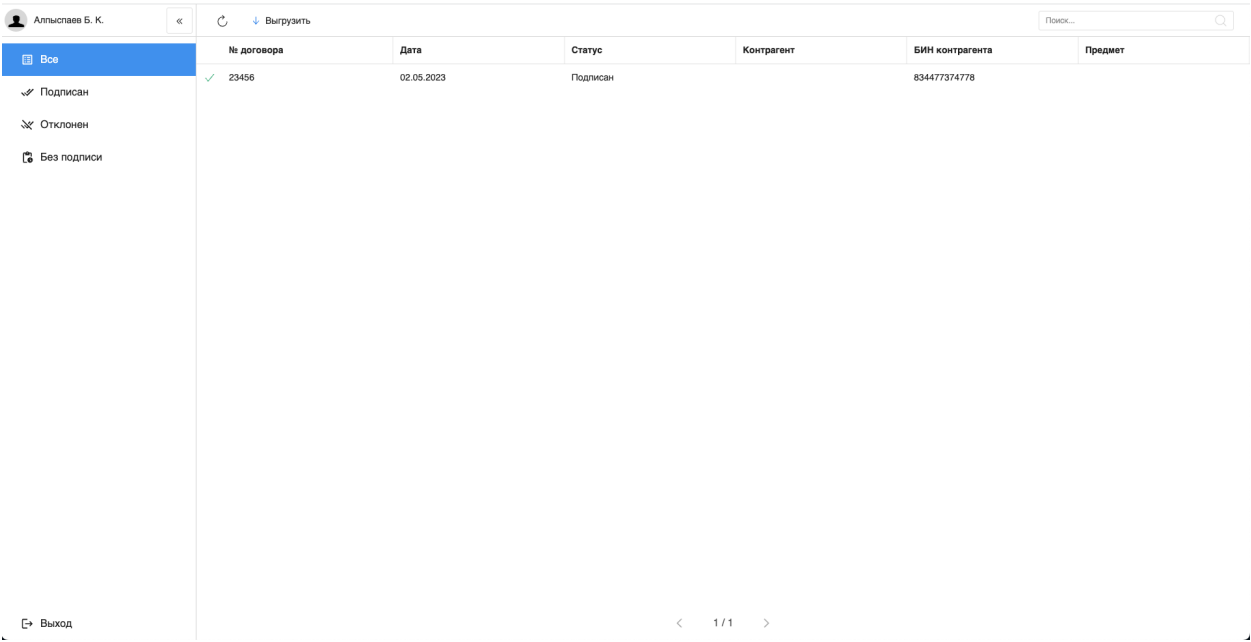 Алпыспаев Б. К.
«
Выгрузить
Поиск...
Все
Подписан
Отклонен
Без подписи
№ договора Дата Статус Контрагент БИН контрагента Предмет
23456 02.05.2023 Подписан 834477374778
Выход
< 1 / 1 >